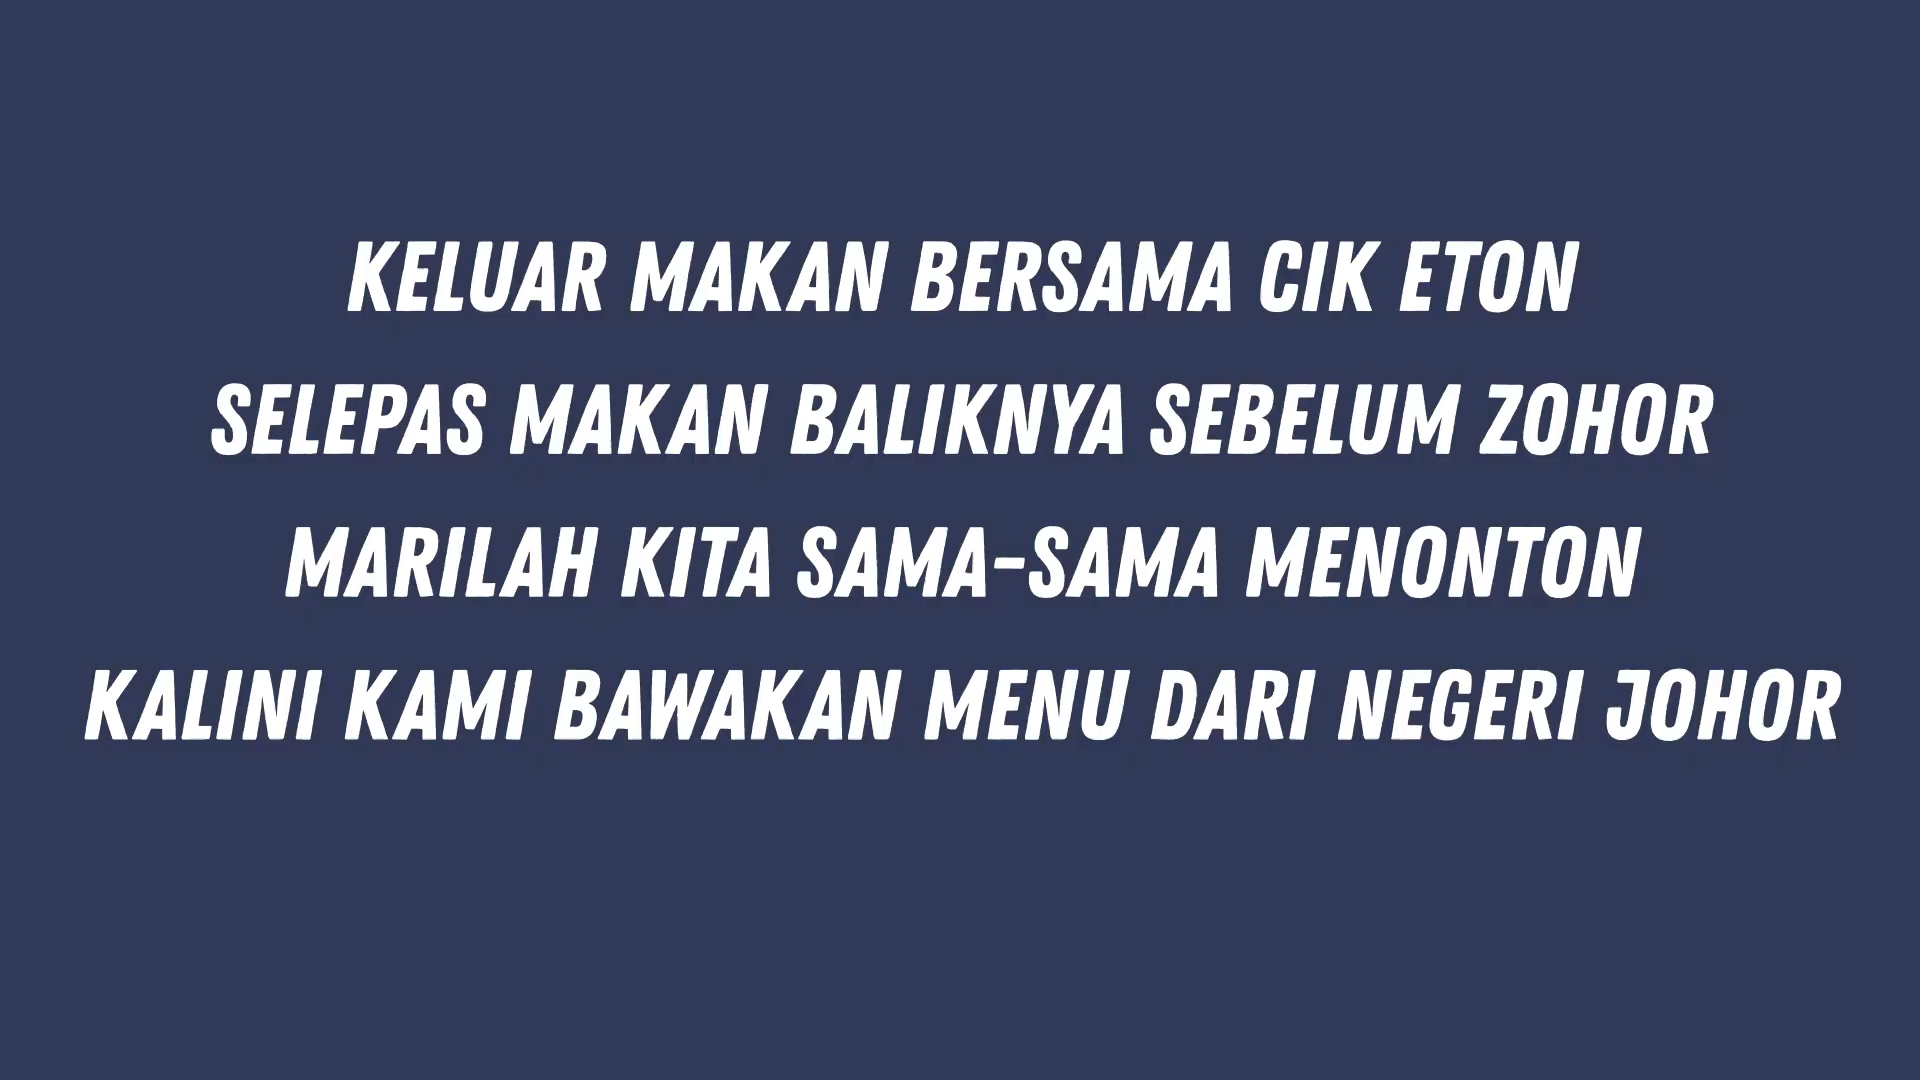 KELUAR MAKAN BERSAMA CIK ETON
SELEPAS MAKAN BALIKNYA SEBELUM ZOHOR
MARILAH KITA SAMA-SAMA MENONTON
KALINI KAMI BAWAKAN MENU DARI NEGERI JOHOR